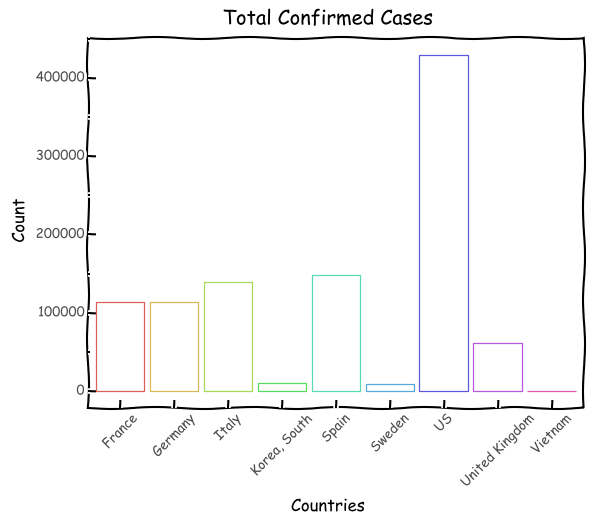 Total Confirmed Cases
Count
400000
300000
200000
100000
0
France
Germany
Italy
Korea, South
Spain
Sweden
US
United Kingdom
Vietnam
Countries